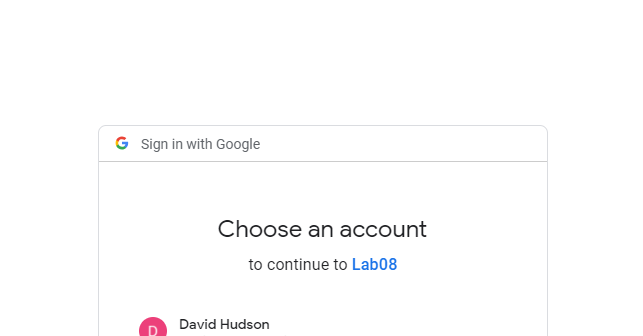 Sign in with Google
Choose an account
to continue to Lab08
David Hudson
D